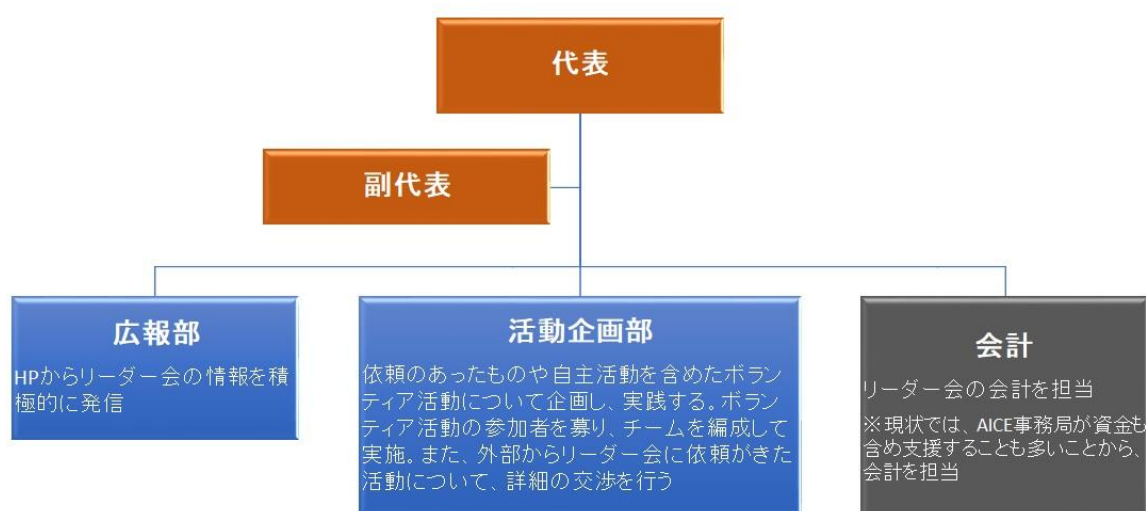 代表
副代表
広報部
HPからリーダー会の情報を積
極的に発信
活動企画部
依頼のあったものや自主活動を含めたボラン
ティア活動について企画し、実践する。ボラン
ティア活動の参加者を募り、チームを編成して
実施。また、外部からリーダー会に依頼がきた
活動について、詳細の交渉を行う
会計
リーダー会の会計を担当
※現状では、AICE事務局が資金も
含め支援することも多いことから、
会計を担当